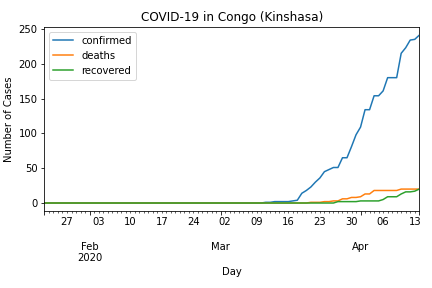 COVID-19 in Congo (Kinshasa)
confirmed
deaths
recovered
Number of Cases
250
200
150
100
50
0
27 03 10 17 24 02 09 16 23 30 06 13
Feb Mar Apr
2020
Day